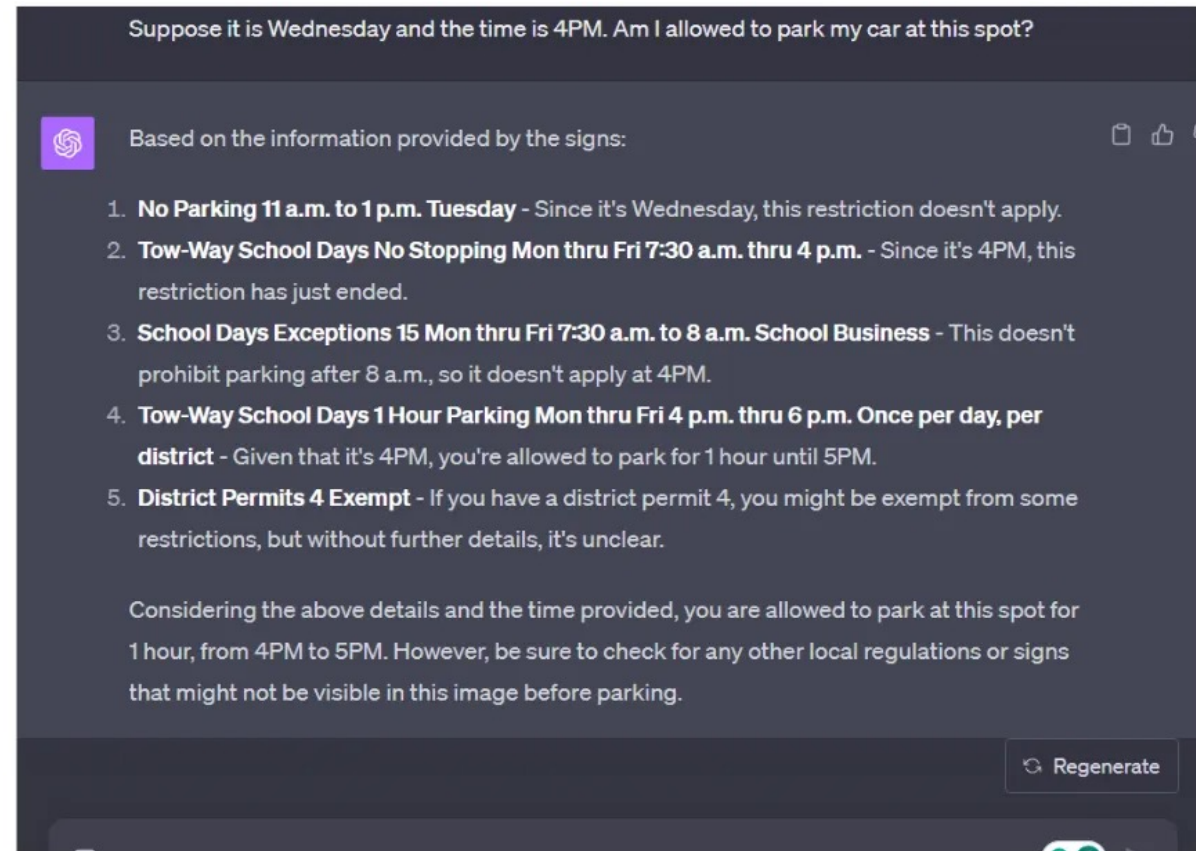 Suppose it is Wednesday and the time is 4PM. Am I allowed to park my car at this spot?
Based on the information provided by the signs:
1. No Parking 11 a.m. to 1 p.m. Tuesday - Since it's Wednesday, this restriction doesn't apply.
2. Tow-Way School Days No Stopping Mon thru Fri 7:30 a.m. thru 4 p.m. - Since it's 4PM, this
restriction has just ended.
3. School Days Exceptions 15 Mon thru Fri 7:30 a.m. to 8 a.m. School Business - This doesn't
prohibit parking after 8 a.m., so it doesn't apply at 4PM.
4. Tow-Way School Days 1 Hour Parking Mon thru Fri 4 p.m. thru 6 p.m. Once per day, per
district - Given that it's 4PM, you're allowed to park for 1 hour until 5PM.
5. District Permits 4 Exempt - If you have a district permit 4, you might be exempt from some
restrictions, but without further details, it's unclear.
Considering the above details and the time provided, you are allowed to park at this spot for
1 hour, from 4PM to 5PM. However, be sure to check for any other local regulations or signs
that might not be visible in this image before parking.
Regenerate